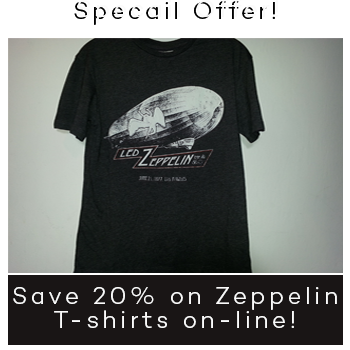 Specail Offer!
LED ZEPPELIN
Save 20% on Zeppelin
T-shirts on-line!